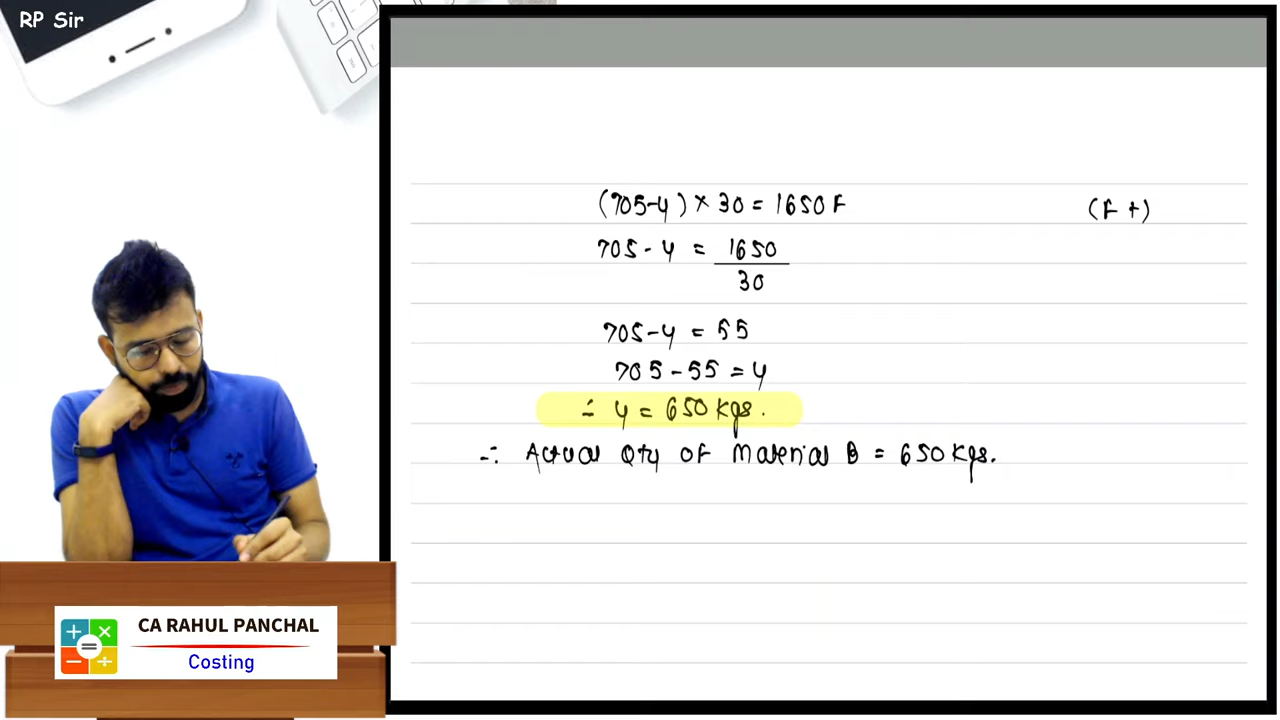 RP Sir
(705-y) × 30 = 1650 F (F +)
705 - y = 1650
30
705-y = 55
705-55 = y
∴ y = 650 kgs.
∴ Actual Qty of Material B = 650 Kgs.
CA RAHUL PANCHAL
Costing